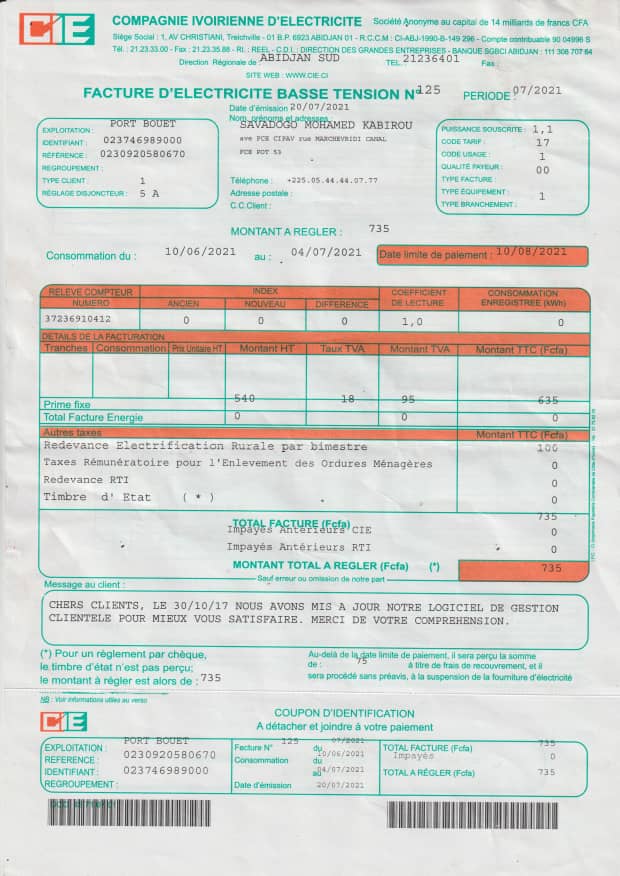 CIE COMPAGNIE IVOIRIENNE D'ELECTRICITE Société Anonyme au capital de 14 milliards de francs CFA
Siège Social : 1, AV CHRISTIANI, Treichville - 01 B.P. 6923 ABIDJAN 01 - R.C.C.M : CI-ABJ-1990-B-149 296 - Compte contribuable 90 04996 S
Tél. : 21.23.33.00 - Fax : 21.23.35.88 - RI. : REEL - C.D.I. : DIRECTION DES GRANDES ENTREPRISES - BANQUE SGBCI ABIDJAN : 111 308 707 64
Direction Régionale de : ABIDJAN SUD TEL. 21236401 Fax :
SITE WEB : WWW.CIE.CI
FACTURE D'ELECTRICITE BASSE TENSION N° 125 PERIODE : 07/2021
Date d'émission 20/07/2021
Nom, prénoms et adresses :
EXPLOITATION : PORT BOUET
IDENTIFIANT : 023746989000
RÉFÉRENCE : 0230920580670
REGROUPEMENT :
TYPE CLIENT : 1
RÉGLAGE DISJONCTEUR : 5 A
SAVADOGO MOHAMED KABIROU
ave PCE CIPAV rue MARCHEVRIDI CANAL
PCE POT 53
Téléphone : +225.05.44.44.07.77
Adresse postale :
C.C.Client :
PUISSANCE SOUSCRITE : 1,1
CODE TARIF : 17
CODE USAGE : 1
QUALITÉ PAYEUR : 00
TYPE FACTURE :
TYPE ÉQUIPEMENT : 1
TYPE BRANCHEMENT :
MONTANT A REGLER : 735
Consommation du : 10/06/2021 au : 04/07/2021 Date limite de paiement : 10/08/2021
RELEVE COMPTEUR INDEX COEFFICIENT CONSOMMATION
NUMERO ANCIEN NOUVEAU DIFFERENCE DE LECTURE ENREGISTREE (kWh)
37236910412 0 0 0 1,0 0
DETAILS DE LA FACTURATION
Tranches Consommation Prix Unitaire HT Montant HT Taux TVA Montant TVA Montant TTC (Fcfa)
Prime fixe 540 18 95 635
Total Facture Energie 0 0 0
Autres taxes Montant TTC (Fcfa)
Redevance Electrification Rurale par bimestre 100
Taxes Rémunératoire pour l'Enlevement des Ordures Ménagères 0
Redevance RTI 0
Timbre d' Etat ( * ) 0
TOTAL FACTURE (Fcfa) 735
Impayés Antérieurs CIE 0
Impayés Antérieurs RTI 0
MONTANT TOTAL A REGLER (Fcfa) (*) 735
Sauf erreur ou omission de notre part
Message au client :
CHERS CLIENTS, LE 30/10/17 NOUS AVONS MIS A JOUR NOTRE LOGICIEL DE GESTION
CLIENTELE POUR MIEUX VOUS SATISFAIRE. MERCI DE VOTRE COMPREHENSION.
(*) Pour un règlement par chèque,
le timbre d'état n'est pas perçu;
le montant à régler est alors de : 735
Au-delà de la date limite de paiement, il sera perçu la somme
de : 75 à titre de frais de recouvrement, et il
sera procédé sans préavis, à la suspension de la fourniture d'électricité
NB : Voir informations utiles au verso
CIE
COUPON D'IDENTIFICATION
A détacher et joindre à votre paiement
EXPLOITATION : PORT BOUET
REFERENCE : 0230920580670
IDENTIFIANT : 023746989000
REGROUPEMENT :
Facture N° 125 du 07/2021
Consommation du 10/06/2021
au 04/07/2021
Date d'émission 20/07/2021
TOTAL FACTURE (Fcfa) 735
Impayés 0
TOTAL A RÉGLER (Fcfa) 735